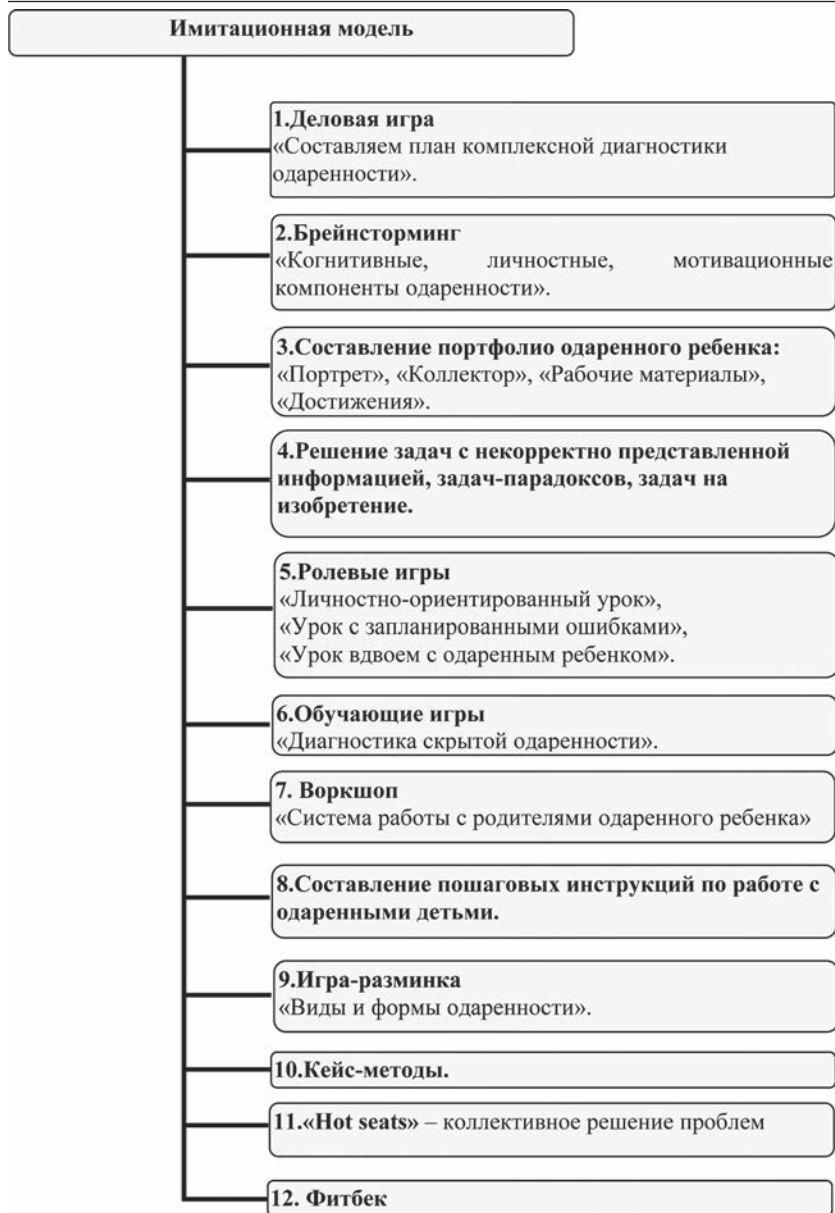 Имитационная модель
1.Деловая игра
«Составляем план комплексной диагностики
одаренности».
2.Брейнсторминг
«Когнитивные, личностные, мотивационные
компоненты одаренности».
3.Составление портфолио одаренного ребенка:
«Портрет», «Коллектор», «Рабочие материалы»,
«Достижения».
4.Решение задач с некорректно представленной
информацией, задач-парадоксов, задач на
изобретение.
5.Ролевые игры
«Личностно-ориентированный урок»,
«Урок с запланированными ошибками»,
«Урок вдвоем с одаренным ребенком».
6.Обучающие игры
«Диагностика скрытой одаренности».
7. Воркшоп
«Система работы с родителями одаренного ребенка»
8.Составление пошаговых инструкций по работе с
одаренными детьми.
9.Игра-разминка
«Виды и формы одаренности».
10.Кейс-методы.
11.«Hot seats» – коллективное решение проблем
12. Фитбек